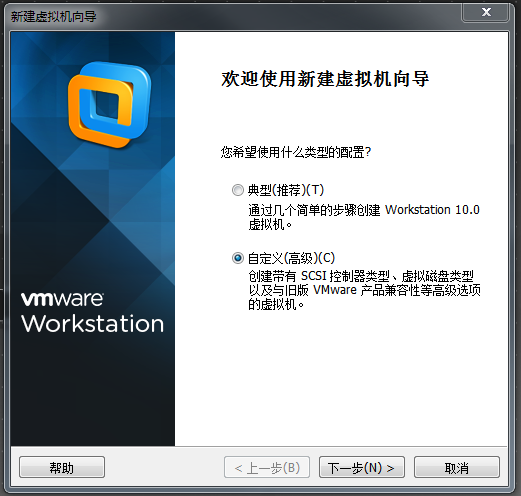 新建虚拟机向导
欢迎使用新建虚拟机向导
您希望使用什么类型的配置?
典型(推荐)(T)
通过几个简单的步骤创建 Workstation 10.0
虚拟机。
自定义(高级)(C)
创建带有 SCSI 控制器类型、虚拟磁盘类型
以及与旧版 VMware 产品兼容性等高级选项
的虚拟机。
vmware
Workstation
帮助
< 上一步(B)
下一步(N) >
取消